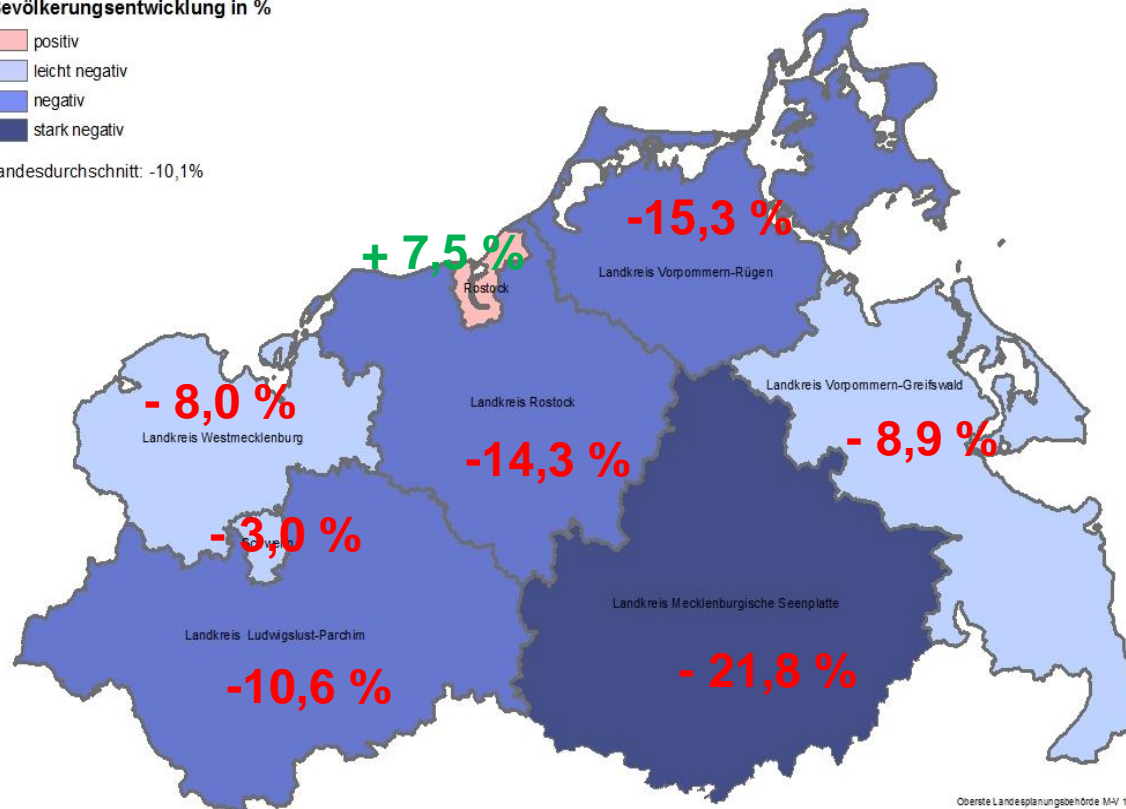 Bevölkerungsentwicklung in %
positiv
leicht negativ
negativ
stark negativ
andesdurchschnitt: -10,1%
-15,3 %
+ 7,5 %
Landkreis Vorpommern-Rügen
Rostock
Landkreis Vorpommern-Greifswald
- 8,0 %
Landkreis Rostock
Landkreis Westmecklenburg
- 8,9 %
-14,3 %
- 3,0 %
Landkreis Mecklenburgische Seenplatte
Landkreis Ludwigslust-Parchim
- 21,8 %
-10,6 %
Oberste Landesplanungsbehörde M-V 1